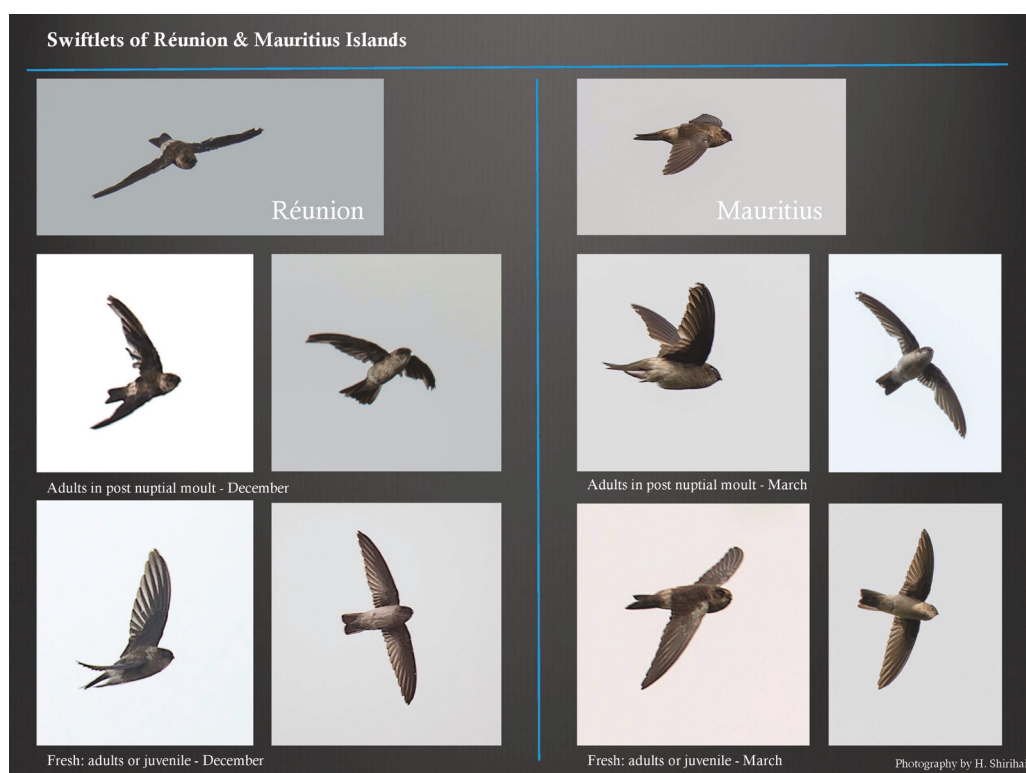 Swiftlets of Réunion & Mauritius Islands
Réunion
Mauritius
Adults in post nuptial moult - December
Adults in post nuptial moult - March
Fresh: adults or juvenile - December
Fresh: adults or juvenile - March
Photography by H. Shirihai